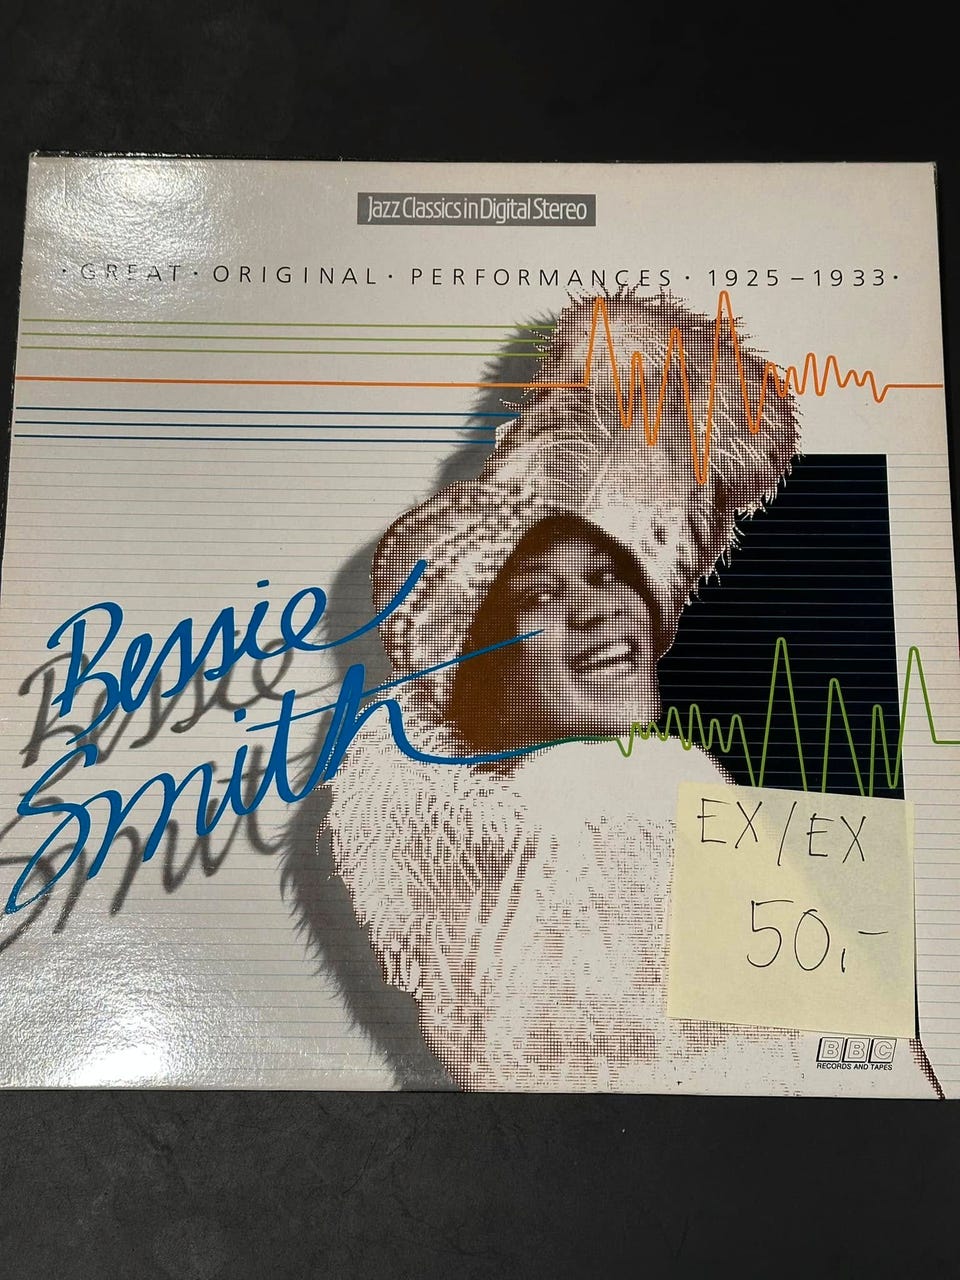 Jazz Classics in Digital Stereo
· GREAT · ORIGINAL · PERFORMANCES · 1925–1933 ·
Bessie
Smith
EX/EX
50,-
BBC
RECORDS AND TAPES